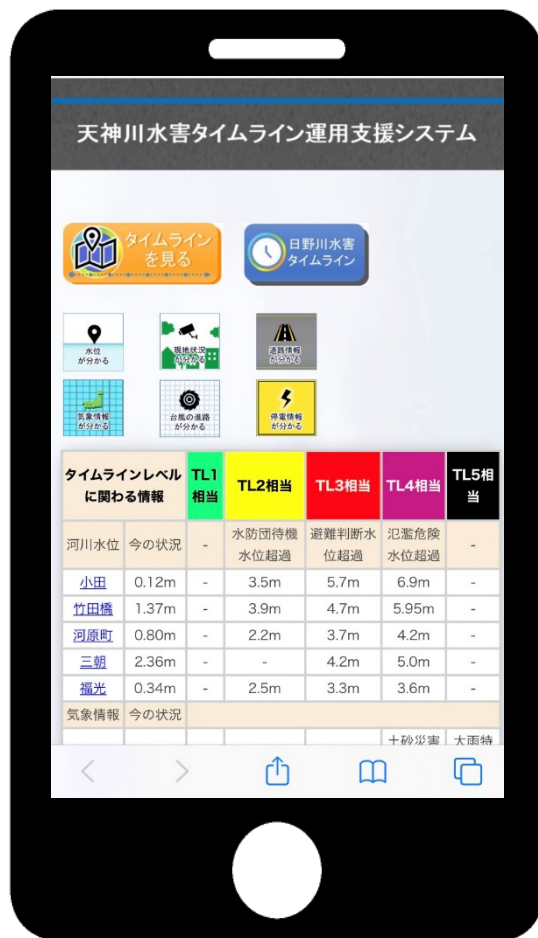 天神川水害タイムライン運用支援システム
タイムライン
を見る
日野川水害
タイムライン
水位
が分かる
現地状況
が分かる
道路情報
が分かる
気象情報
が分かる
台風の進路
が分かる
停電情報
が分かる
タイムラインレベル
に関わる情報
TL1
相当
TL2相当
TL3相当
TL4相当
TL5相
当
河川水位 今の状況 - 水防団待機
水位超過 避難判断水
位超過 氾濫危険
水位超過 -
小田 0.12m - 3.5m 5.7m 6.9m -
竹田橋 1.37m - 3.9m 4.7m 5.95m -
河原町 0.80m - 2.2m 3.7m 4.2m -
三朝 2.36m - - 4.2m 5.0m -
福光 0.34m - 2.5m 3.3m 3.6m -
気象情報 今の状況
土砂災害 大雨特